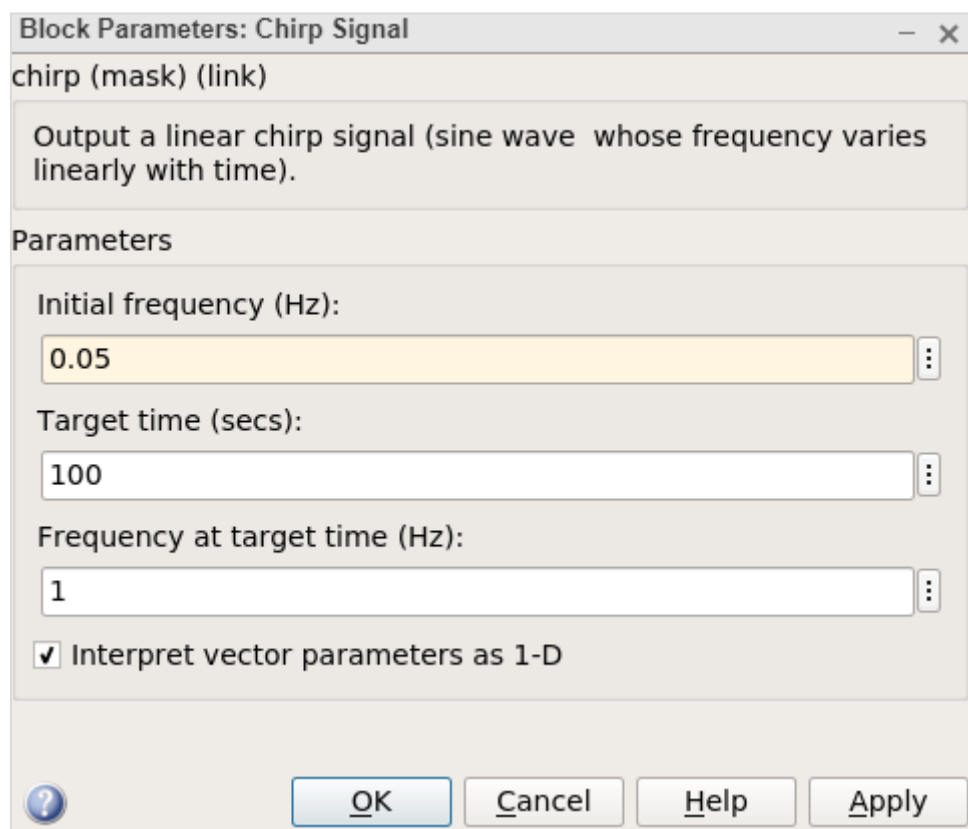 Block Parameters: Chirp Signal
chirp (mask) (link)
Output a linear chirp signal (sine wave  whose frequency varies
linearly with time).
Parameters
Initial frequency (Hz):
0.05
Target time (secs):
100
Frequency at target time (Hz):
1
Interpret vector parameters as 1-D
OK Cancel Help Apply